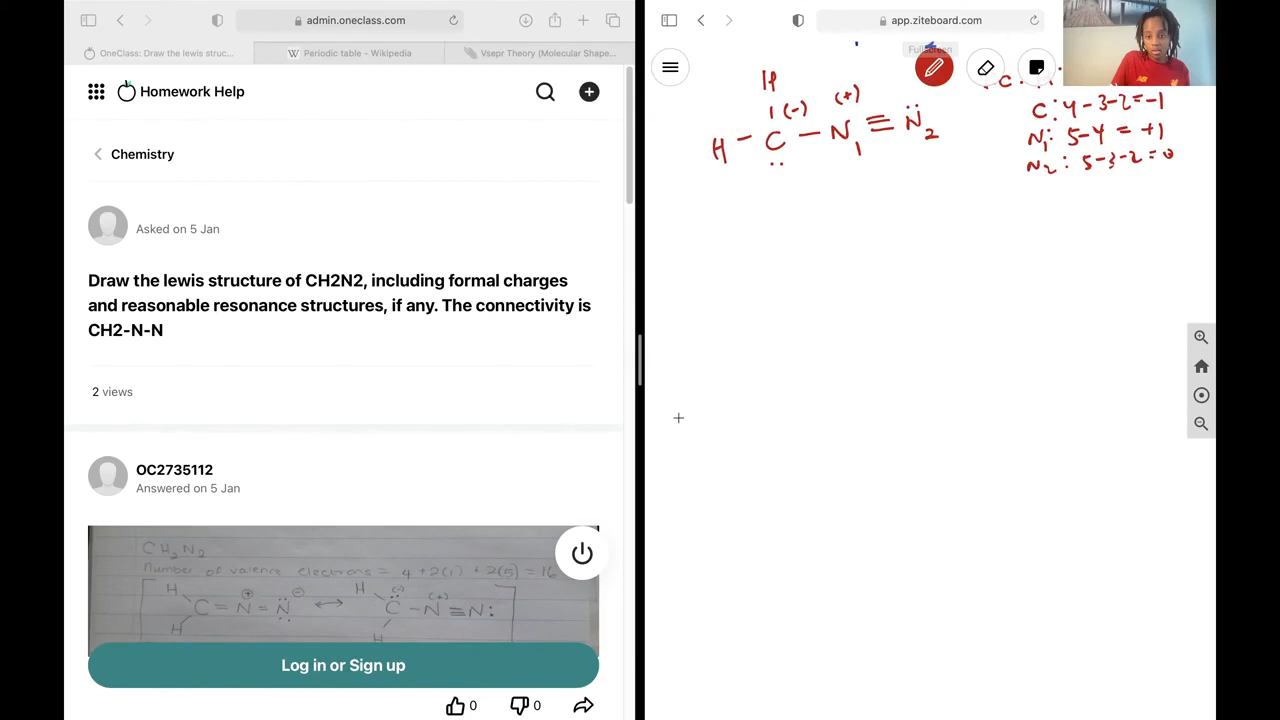 admin.oneclass.com
OneClass: Draw the lewis struc...
Periodic table - Wikipedia
Vsepr Theory (Molecular Shape...
Homework Help
Chemistry
Asked on 5 Jan
Draw the lewis structure of CH2N2, including formal charges
and reasonable resonance structures, if any. The connectivity is
CH2-N-N
2 views
OC2735112
Answered on 5 Jan
CH2N2
Number of valence electrons = 4 + 2(1) + 2(5) = 16
H H (-) (+)
C = N = N ↔ C - N ≡ N:
H H
Log in or Sign up
0
0
app.ziteboard.com
Fullscreen
H
(-) (+)
H - C - N1 ≡ N2
C: 4-3-2=-1
N1: 5-4 = +1
N2: 5-3-2=0